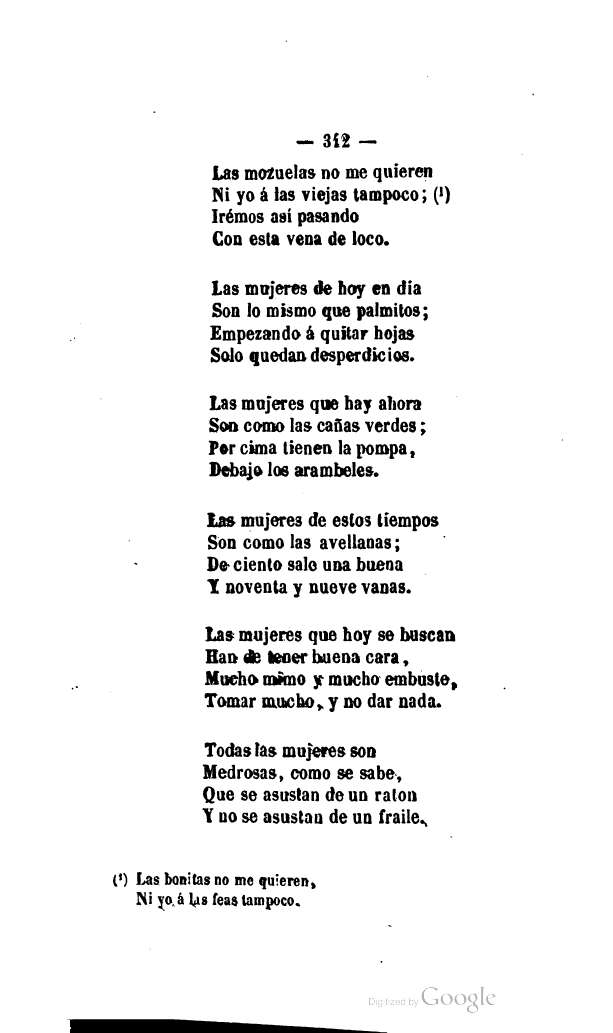 — 312 —
Las mozuelas no me quieren
Ni yo á las viejas tampoco; (¹)
Irémos así pasando
Con esta vena de loco.
Las mujeres de hoy en dia
Son lo mismo que palmitos;
Empezando á quitar hojas
Solo quedan desperdicios.
Las mujeres que hay ahora
Son como las cañas verdes;
Por cima tienen la pompa,
Debajo los arambeles.
Las mujeres de estos tiempos
Son como las avellanas;
De ciento sale una buena
Y noventa y nueve vanas.
Las mujeres que hoy se buscan
Han de tener buena cara,
Mucho mimo y mucho embuste,
Tomar mucho, y no dar nada.
Todas las mujeres son
Medrosas, como se sabe,
Que se asustan de un raton
Y no se asustan de un fraile.
(¹) Las bonitas no me quieren,
Ni yo á las feas tampoco.
Digitized by Google